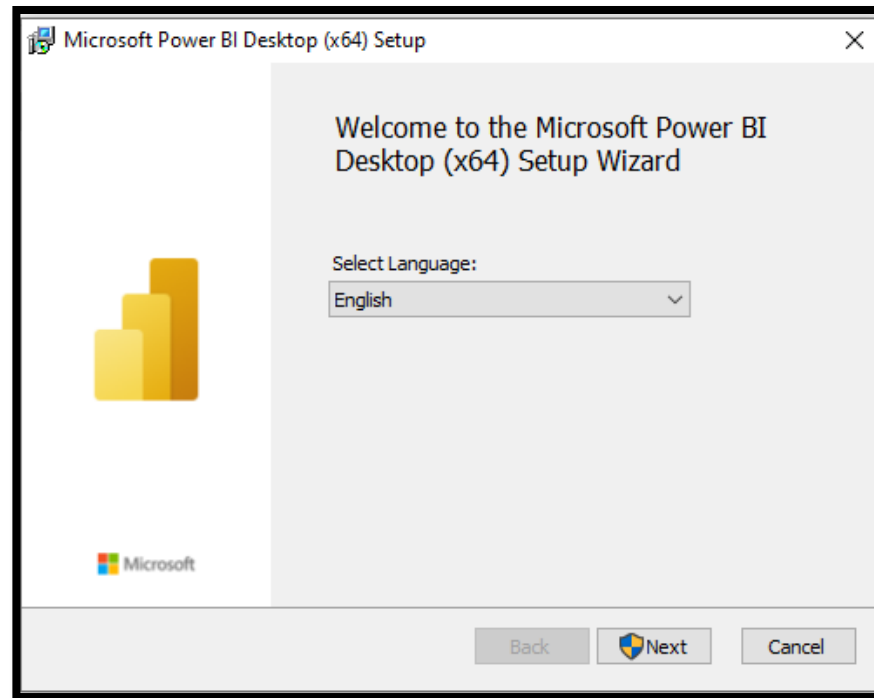 Microsoft Power BI Desktop (x64) Setup
Welcome to the Microsoft Power BI
Desktop (x64) Setup Wizard
Select Language:
English
Microsoft
Back
Next
Cancel